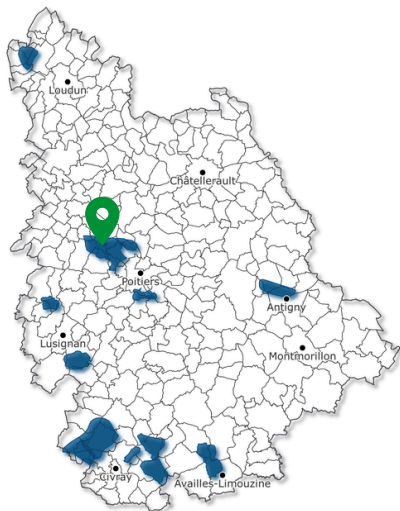 Loudun
Châtellerault
Poitiers
Antigny
Lusignan
Montmorillon
Civray
Availles-Limouzine